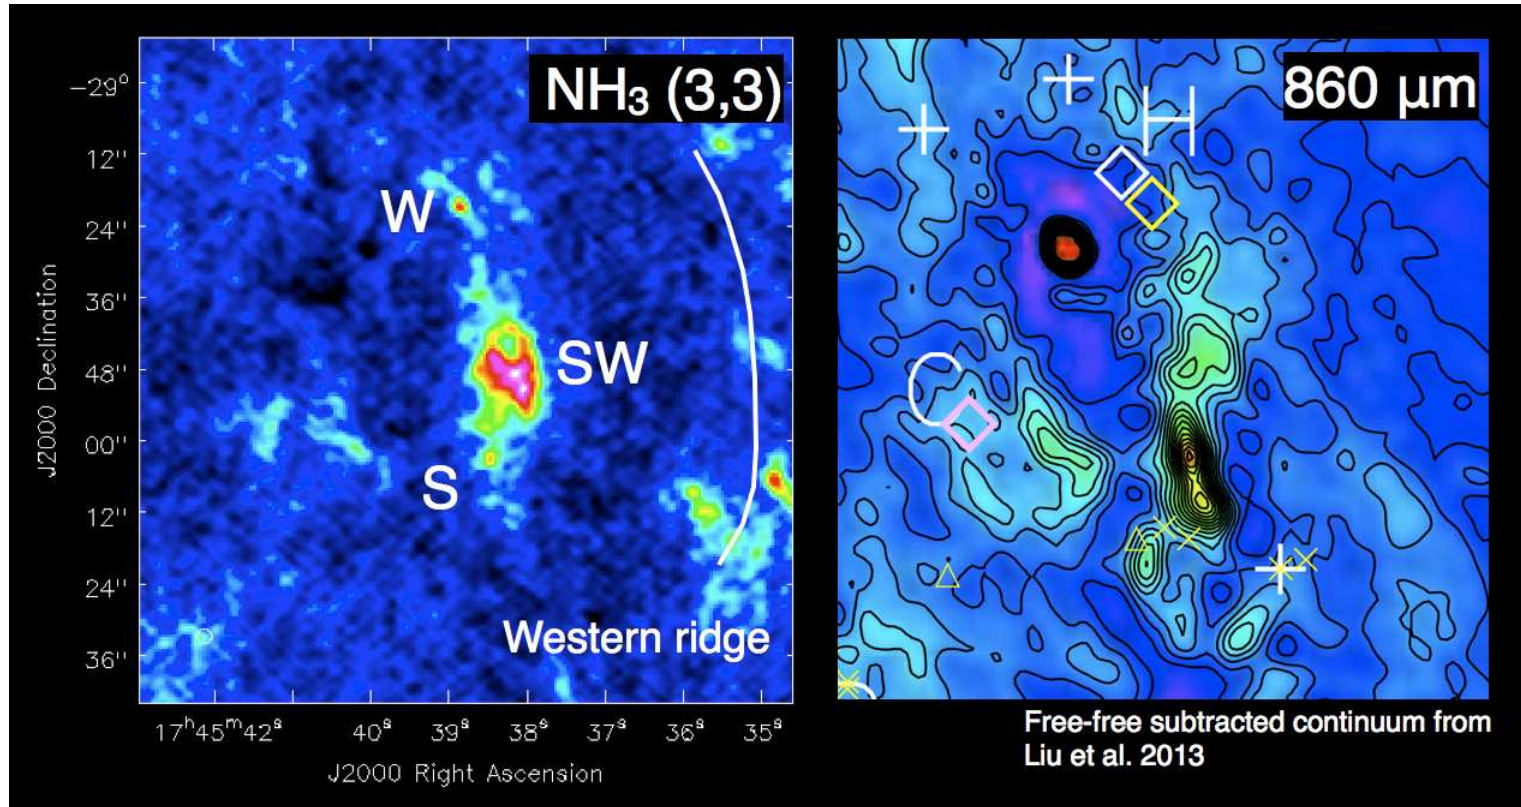 NH₃ (3,3)
860 µm
−29°
12''
24''
36''
48''
00''
12''
24''
36''
J2000 Declination
W
SW
S
Western ridge
17ʰ45ᵐ42ˢ
40ˢ
39ˢ
38ˢ
37ˢ
36ˢ
35ˢ
J2000 Right Ascension
Free-free subtracted continuum from
Liu et al. 2013